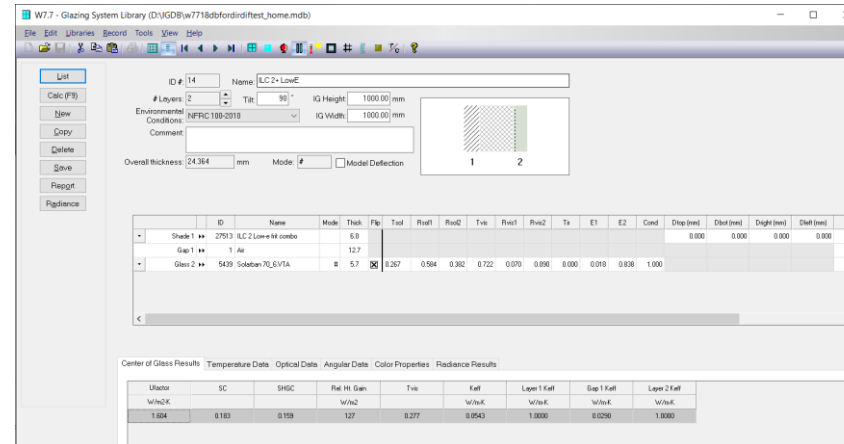 W7.7 - Glazing System Library (D:\IGDB\w7718dbfordirdiftest_home.mdb)
File Edit Libraries Record Tools View Help
List
Calc (F9)
New
Copy
Delete
Save
Report
Radiance
ID #: 14 Name: ILC 2+ LowE
# Layers: 2 Tilt: 90 ° IG Height: 1000.00 mm
Environmental Conditions: NFRC 100-2010 IG Width: 1000.00 mm
Comment:
Overall thickness: 24.364 mm Mode: # Model Deflection
1 2
ID Name Mode Thick Flip Tsol Rsol1 Rsol2 Tvis Rvis1 Rvis2 Tir E1 E2 Cond Dtop (mm) Dbot (mm) Dright (mm) Dleft (mm)
Shade 1 27513 ILC 2 Low-e frit combo 6.0 0.000 0.000 0.000 0.000
Gap 1 1 Air 12.7
Glass 2 5439 Solarban 70_6.VTA # 5.7 0.267 0.584 0.382 0.722 0.070 0.090 0.000 0.018 0.838 1.000
Center of Glass Results Temperature Data Optical Data Angular Data Color Properties Radiance Results
Ufactor SC SHGC Rel. Ht. Gain Tvis Keff Layer 1 Keff Gap 1 Keff Layer 2 Keff
W/m2-K W/m2 W/m-K W/m-K W/m-K W/m-K
1.604 0.183 0.159 127 0.277 0.0543 1.0000 0.0290 1.0000